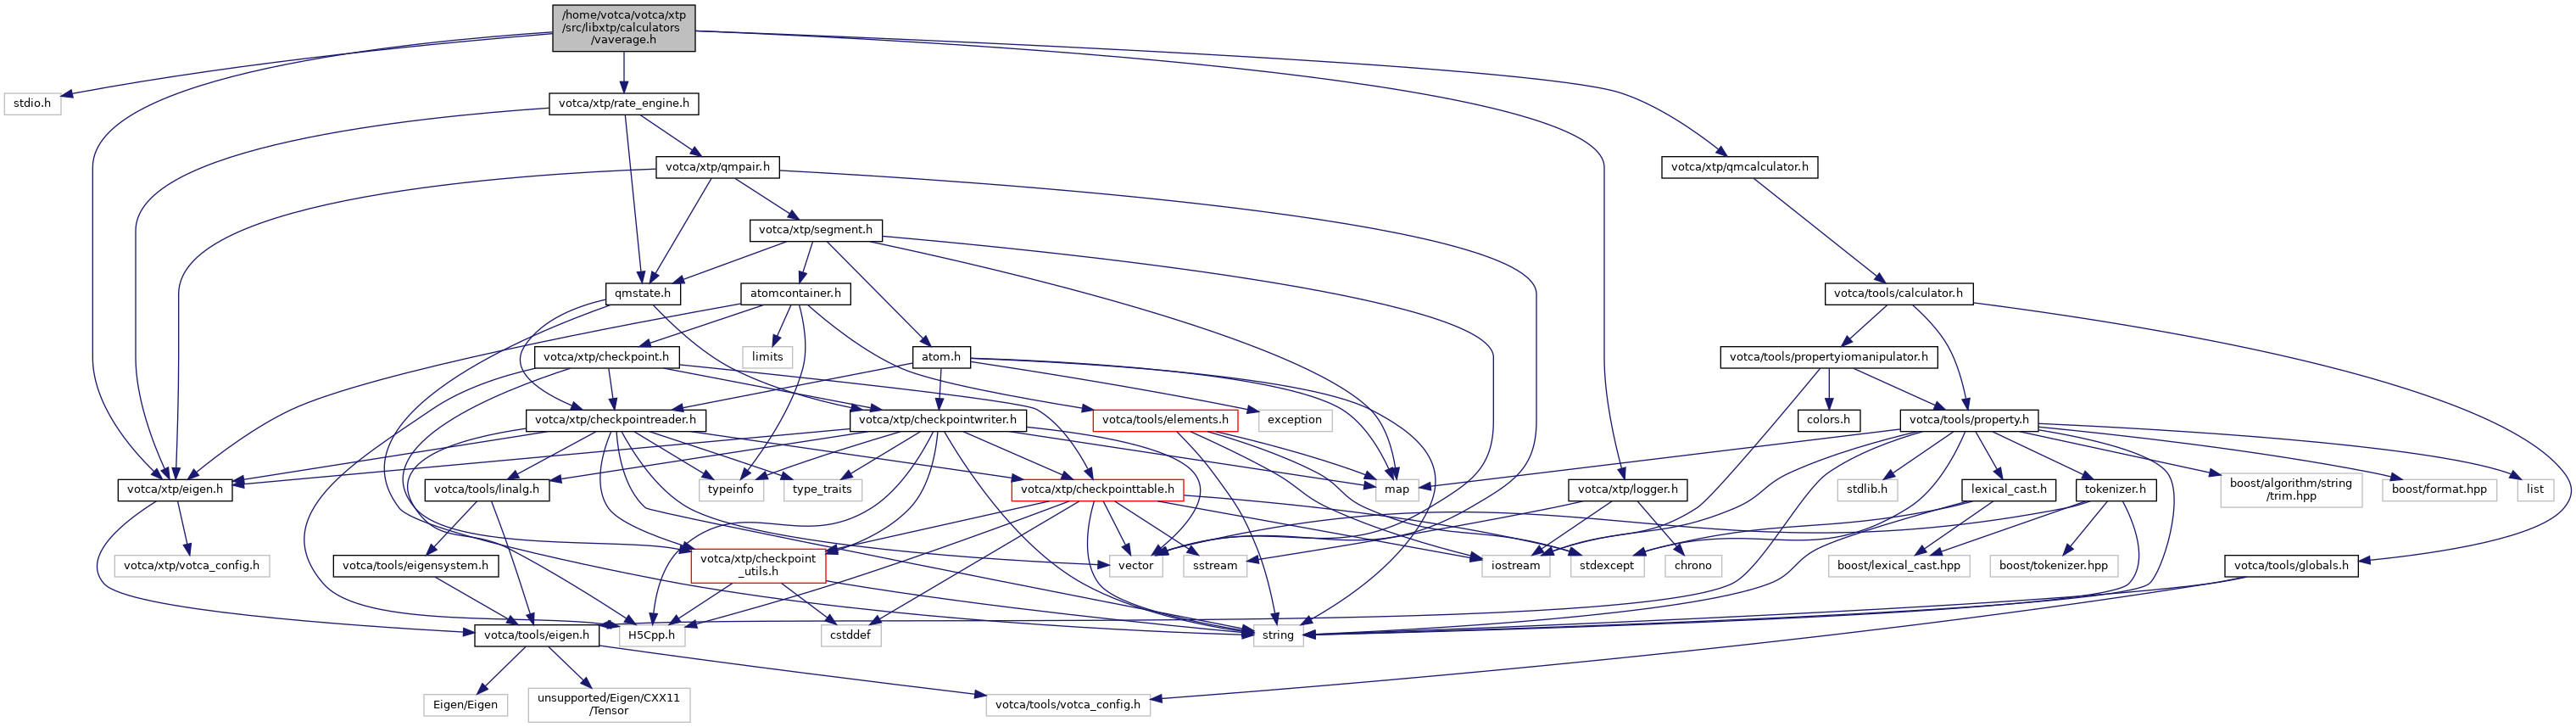 /home/votca/votca/xtp
/src/libxtp/calculators
/vaverage.h
stdio.h
votca/xtp/rate_engine.h
votca/xtp/qmpair.h
votca/xtp/qmcalculator.h
votca/xtp/segment.h
qmstate.h
atomcontainer.h
votca/tools/calculator.h
votca/xtp/checkpoint.h
limits
atom.h
votca/tools/propertyiomanipulator.h
votca/xtp/checkpointreader.h
votca/xtp/checkpointwriter.h
votca/tools/elements.h
exception
colors.h
votca/tools/property.h
votca/xtp/eigen.h
votca/tools/linalg.h
typeinfo
type_traits
votca/xtp/checkpointtable.h
map
votca/xtp/logger.h
stdlib.h
lexical_cast.h
tokenizer.h
boost/algorithm/string
/trim.hpp
boost/format.hpp
list
votca/xtp/votca_config.h
votca/tools/eigensystem.h
votca/xtp/checkpoint
_utils.h
vector
sstream
iostream
stdexcept
chrono
boost/lexical_cast.hpp
boost/tokenizer.hpp
votca/tools/globals.h
votca/tools/eigen.h
H5Cpp.h
cstddef
string
Eigen/Eigen
unsupported/Eigen/CXX11
/Tensor
votca/tools/votca_config.h